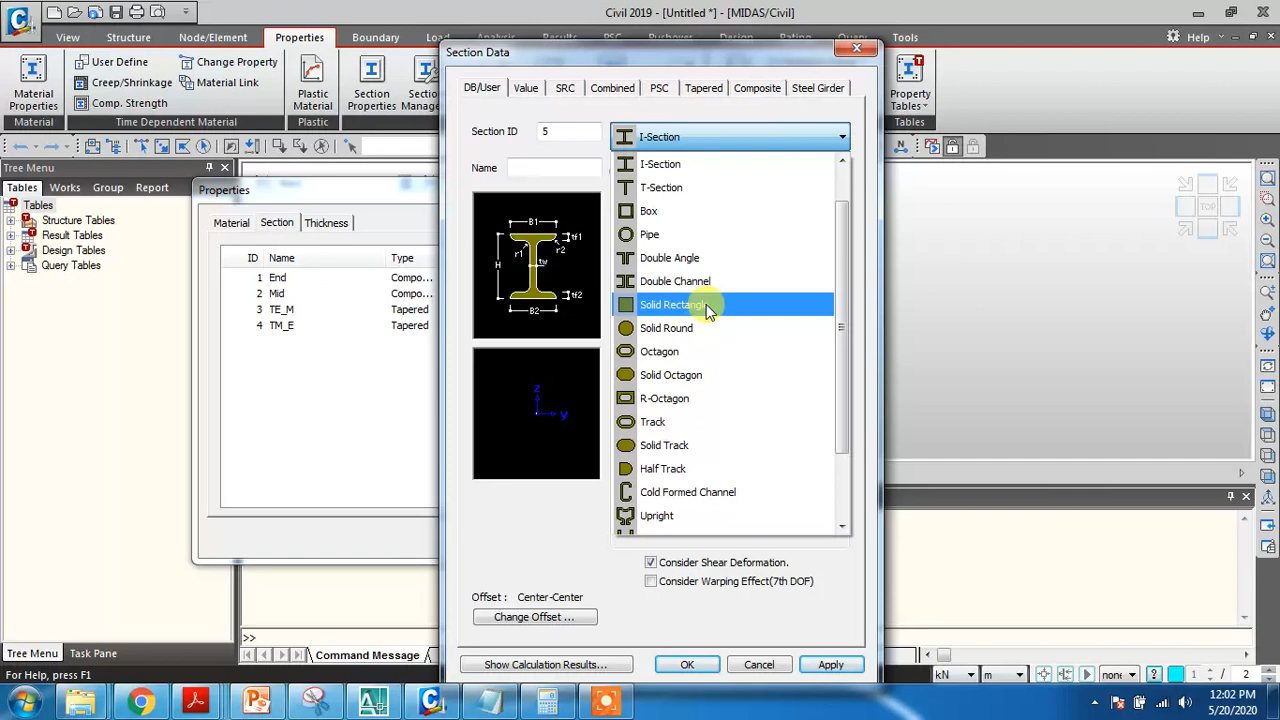 Civil 2019 - [Untitled *] - [MIDAS/Civil]
View Structure Node/Element Properties Boundary Tools Help
User Define Change Property
Creep/Shrinkage Material Link
Comp. Strength
Material Properties
Plastic Material
Section Properties
Property Tables
Material Time Dependent Material Plastic
Tree Menu
Tables Works Group Report
Tables
Structure Tables
Result Tables
Design Tables
Query Tables
Properties
Material Section Thickness
ID Name Type
1 End Compo...
2 Mid Compo...
3 TE_M Tapered
4 TM_E Tapered
Section Data
DB/User Value SRC Combined PSC Tapered Composite Steel Girder
Section ID 5 I-Section
Name
B1
tf1
r1 r2
H tw
tf2
B2
z
y
I-Section
T-Section
Box
Pipe
Double Angle
Double Channel
Solid Rectangle
Solid Round
Octagon
Solid Octagon
R-Octagon
Track
Solid Track
Half Track
Cold Formed Channel
Upright
Consider Shear Deformation.
Consider Warping Effect(7th DOF)
Offset : Center-Center
Change Offset ...
Show Calculation Results... OK Cancel Apply
TOP
>>
Tree Menu Task Pane Command Message
For Help, press F1 kN m non 1 / 2
12:02 PM
5/20/2020